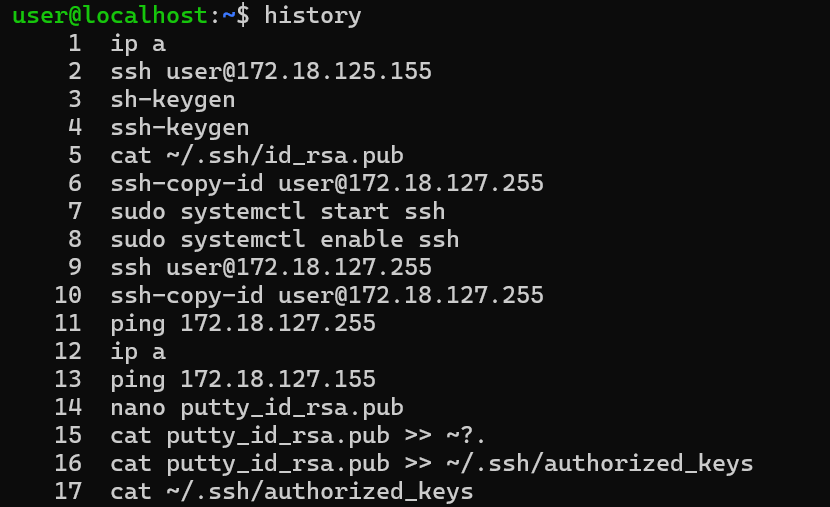 user@localhost:~$ history
1 ip a
2 ssh user@172.18.125.155
3 sh-keygen
4 ssh-keygen
5 cat ~/.ssh/id_rsa.pub
6 ssh-copy-id user@172.18.127.255
7 sudo systemctl start ssh
8 sudo systemctl enable ssh
9 ssh user@172.18.127.255
10 ssh-copy-id user@172.18.127.255
11 ping 172.18.127.255
12 ip a
13 ping 172.18.127.155
14 nano putty_id_rsa.pub
15 cat putty_id_rsa.pub >> ~?.
16 cat putty_id_rsa.pub >> ~/.ssh/authorized_keys
17 cat ~/.ssh/authorized_keys